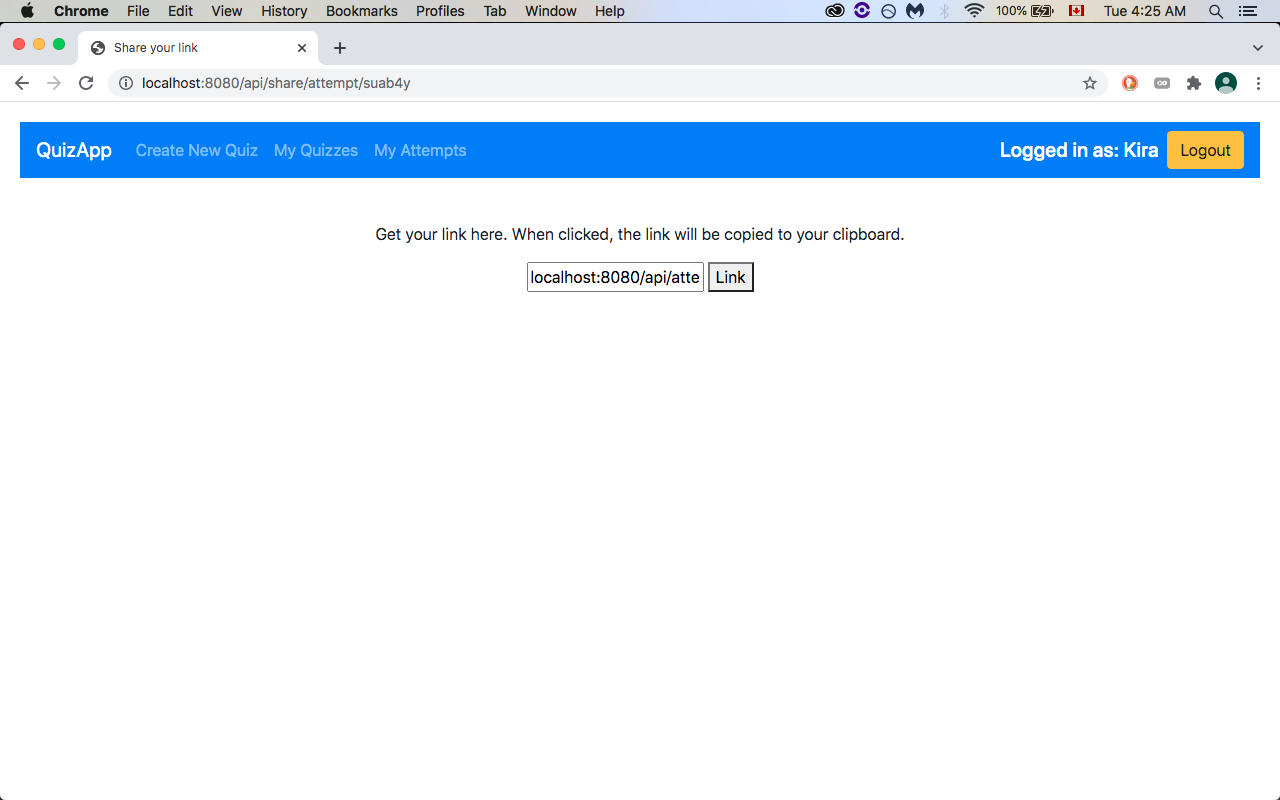 Chrome File Edit View History Bookmarks Profiles Tab Window Help 100% Tue 4:25 AM
Share your link
localhost:8080/api/share/attempt/suab4y
QuizApp Create New Quiz My Quizzes My Attempts Logged in as: Kira Logout
Get your link here. When clicked, the link will be copied to your clipboard.
localhost:8080/api/atte Link